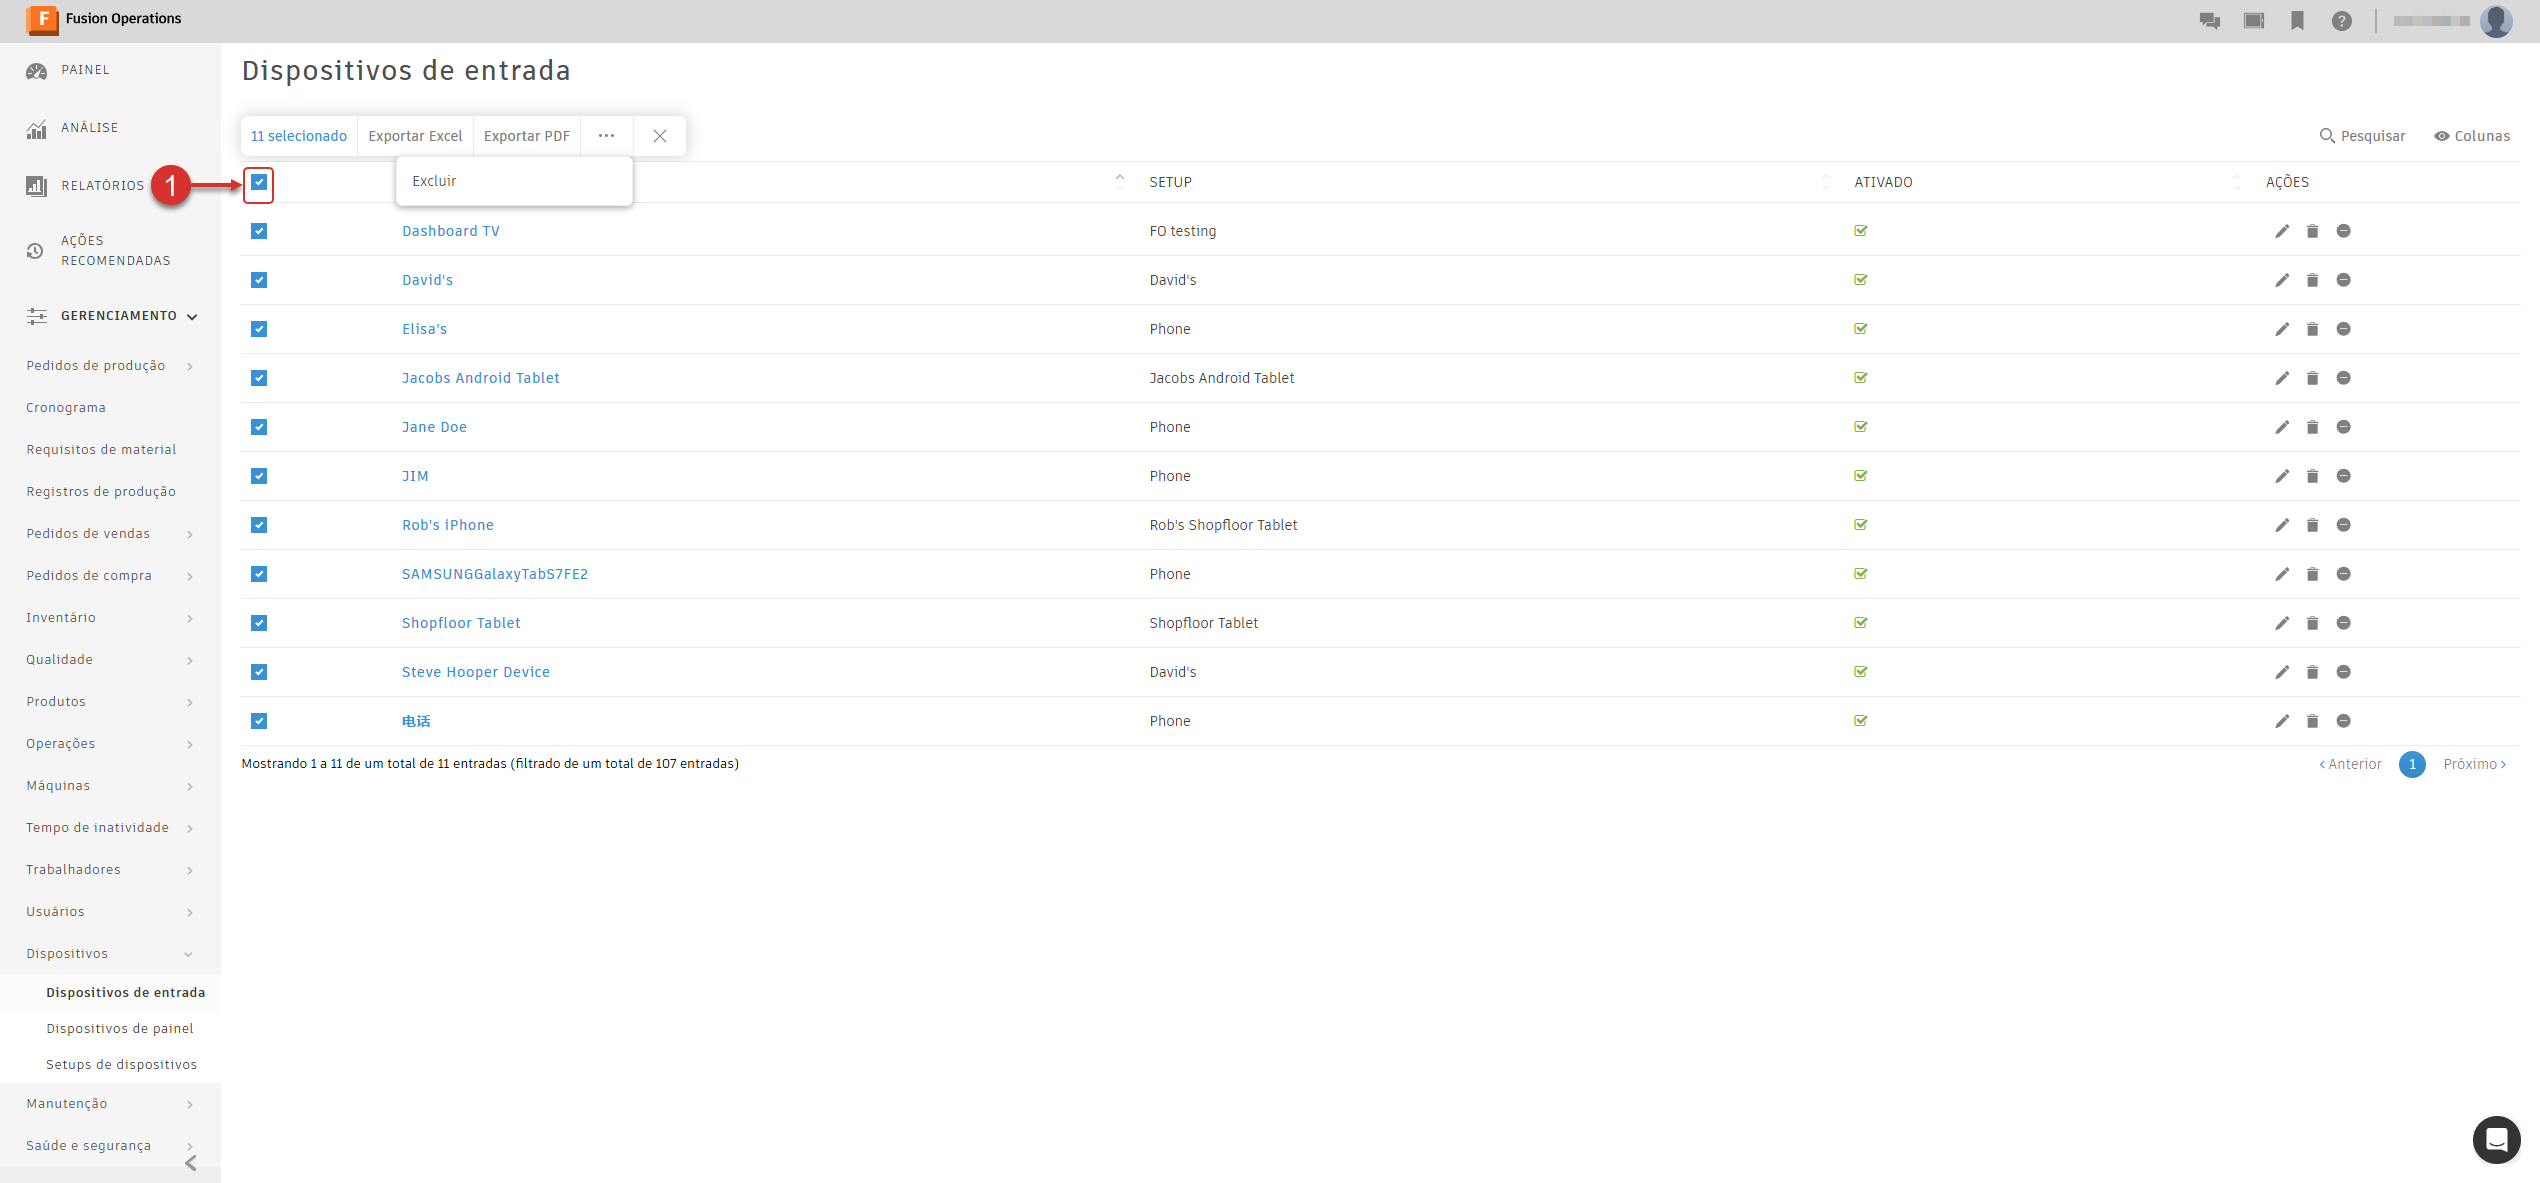 F Fusion Operations
PAINEL
ANÁLISE
RELATÓRIOS
AÇÕES
RECOMENDADAS
GERENCIAMENTO
Pedidos de produção
Cronograma
Requisitos de material
Registros de produção
Pedidos de vendas
Pedidos de compra
Inventário
Qualidade
Produtos
Operações
Máquinas
Tempo de inatividade
Trabalhadores
Usuários
Dispositivos
Dispositivos de entrada
Dispositivos de painel
Setups de dispositivos
Manutenção
Saúde e segurança
Dispositivos de entrada
11 selecionado Exportar Excel Exportar PDF ...
Pesquisar Colunas
1
Excluir
SETUP ATIVADO AÇÕES
Dashboard TV FO testing
David's David's
Elisa's Phone
Jacobs Android Tablet Jacobs Android Tablet
Jane Doe Phone
JIM Phone
Rob's iPhone Rob's Shopfloor Tablet
SAMSUNGGalaxyTabS7FE2 Phone
Shopfloor Tablet Shopfloor Tablet
Steve Hooper Device David's
电话 Phone
Mostrando 1 a 11 de um total de 11 entradas (filtrado de um total de 107 entradas)
‹ Anterior 1 Próximo ›